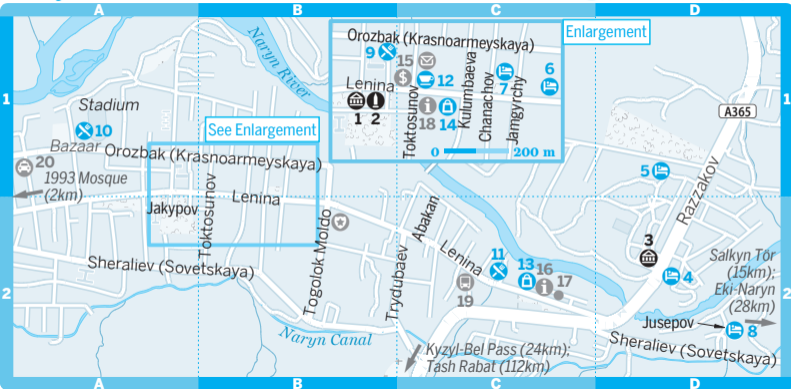 A B C D
Enlargement
Orozbak (Krasnoarmeyskaya)
9
15
6
Lenina
12
7
1 2
18 14
Toktosunov
Kulumbaeva
Chanachov
Jamgyrchy
0 200 m
Naryn River
1
1
Stadium
10
See Enlargement
A365
Bazaar
Orozbak (Krasnoarmeyskaya)
20
1993 Mosque
(2km)
5
Razzakov
Lenina
Jakypov
Toktosunov
Togolok Moldo
Trydubaev
Abakan
Lenina
11
13 16
17
19
3
4
Salkyn Tör
(15km);
Eki-Naryn
(28km)
2
2
Sheraliev (Sovetskaya)
Jusepov
8
Naryn Canal
Sheraliev (Sovetskaya)
Kyzyl-Bel Pass (24km);
Tash Rabat (112km)
A B C D